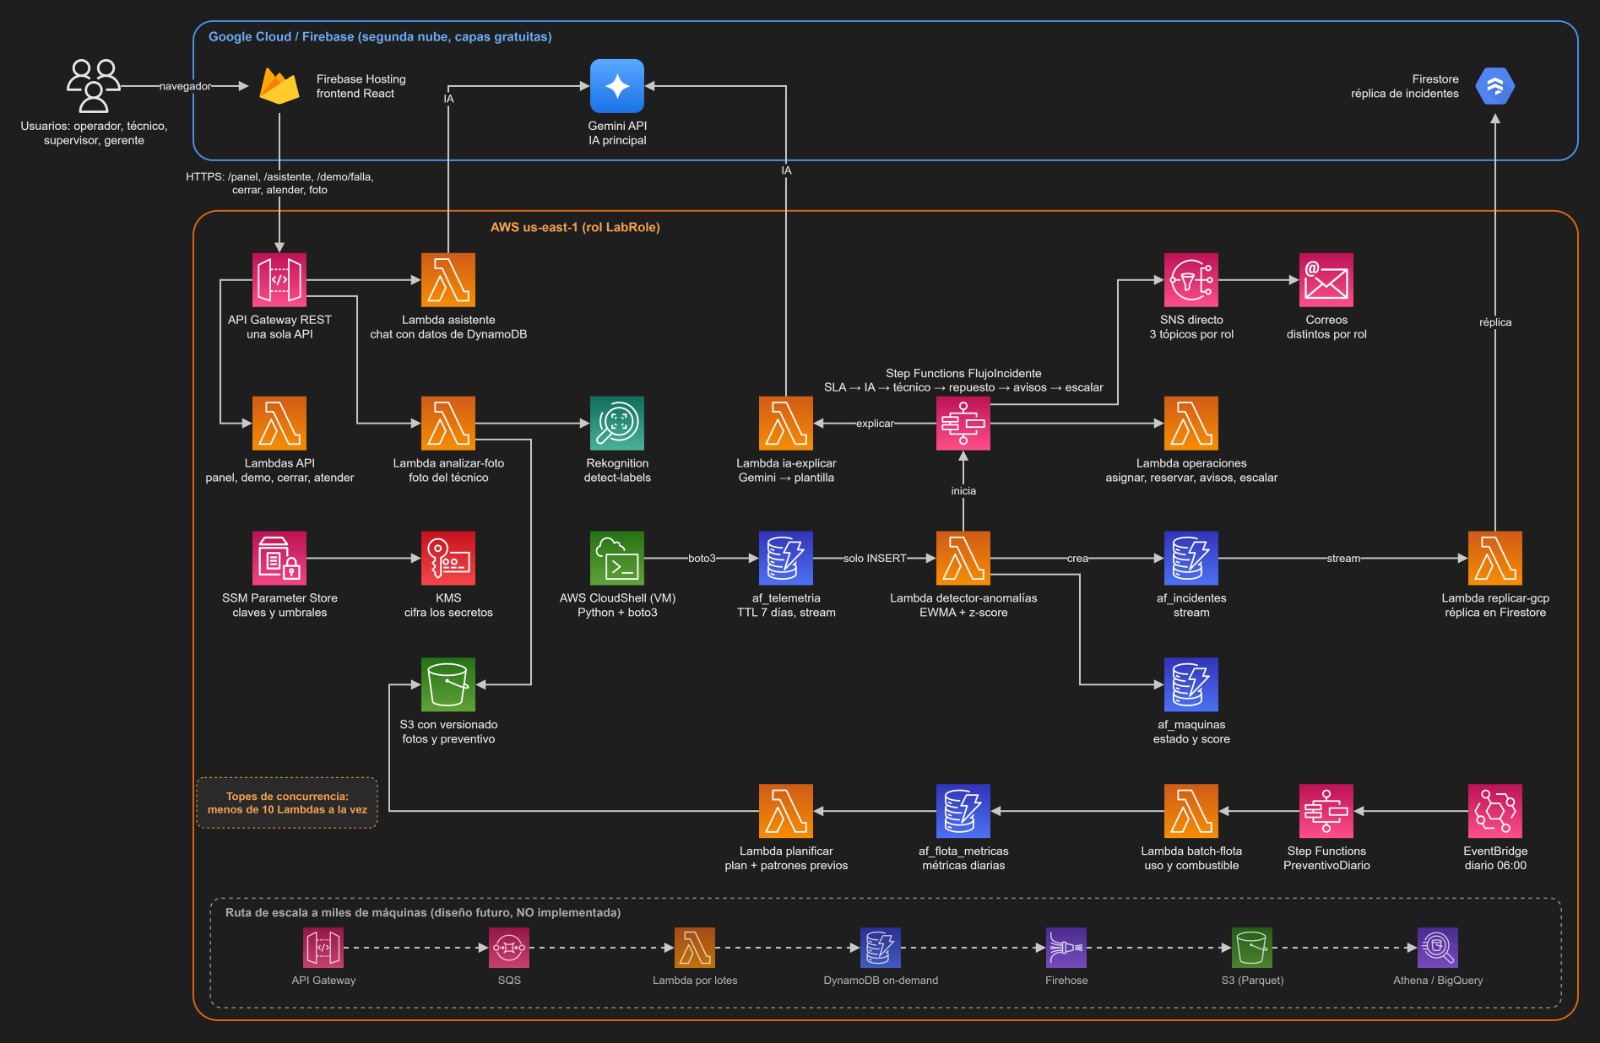 Google Cloud / Firebase (segunda nube, capas gratuitas)
navegador
Firebase Hosting
frontend React
Usuarios: operador, técnico,
supervisor, gerente
IA
Gemini API
IA principal
IA
Firestore
réplica de incidentes
HTTPS: /panel, /asistente, /demo/falla,
cerrar, atender, foto
AWS us-east-1 (rol LabRole)
API Gateway REST
una sola API
Lambda asistente
chat con datos de DynamoDB
SNS directo
3 tópicos por rol
Correos
distintos por rol
réplica
Step Functions FlujoIncidente
SLA → IA → técnico → repuesto → avisos → escalar
Lambdas API
panel, demo, cerrar, atender
Lambda analizar-foto
foto del técnico
Rekognition
detect-labels
Lambda ia-explicar
Gemini → plantilla
explicar
Lambda operaciones
asignar, reservar, avisos, escalar
inicia
SSM Parameter Store
claves y umbrales
KMS
cifra los secretos
AWS CloudShell (VM)
Python + boto3
boto3
af_telemetria
TTL 7 días, stream
solo INSERT
Lambda detector-anomalías
EWMA + z-score
crea
af_incidentes
stream
stream
Lambda replicar-gcp
réplica en Firestore
S3 con versionado
fotos y preventivo
af_maquinas
estado y score
Topes de concurrencia:
menos de 10 Lambdas a la vez
Lambda planificar
plan + patrones previos
af_flota_metricas
métricas diarias
Lambda batch-flota
uso y combustible
Step Functions
PreventivoDiario
EventBridge
diario 06:00
Ruta de escala a miles de máquinas (diseño futuro, NO implementada)
API Gateway
SQS
Lambda por lotes
DynamoDB on-demand
Firehose
S3 (Parquet)
Athena / BigQuery